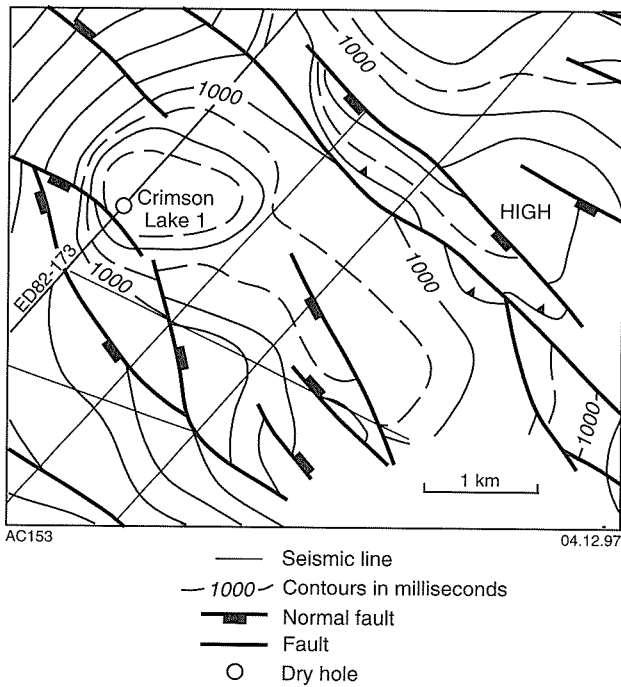 1000
1000
Crimson
Lake 1
HIGH
ED82-173
1000
1000
1000
1 km
AC153
04.12.97
Seismic line
1000 Contours in milliseconds
Normal fault
Fault
Dry hole